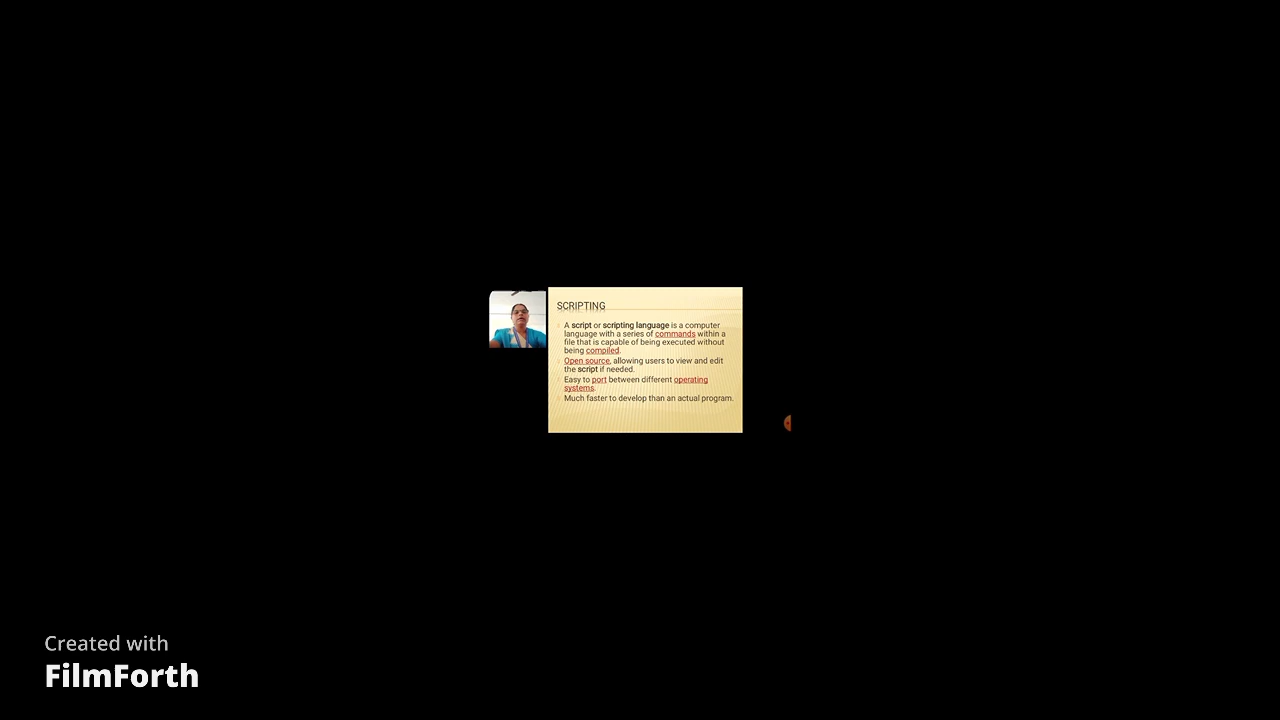 SCRIPTING
A script or scripting language is a computer
language with a series of commands within a
file that is capable of being executed without
being compiled.
Open source, allowing users to view and edit
the script if needed.
Easy to port between different operating
systems.
Much faster to develop than an actual program.
Created with
FilmForth